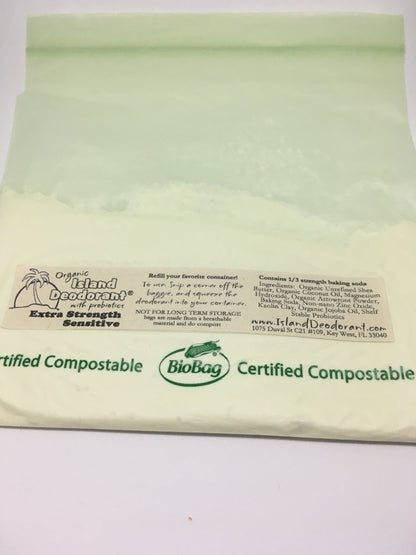 Organic
Island
Deodorant®
with probiotics
Extra Strength
Sensitive
Refill your favorite container!
To use: Snip a corner off the
baggie, and squeeze the
deodorant into your container.
NOT FOR LONG TERM STORAGE
bags are made from a breathable
material and do compost
Contains 1/3 strength baking soda
Ingredients: Organic Unrefined Shea
Butter, Organic Coconut Oil, Magnesium
Hydroxide, Organic Arrowroot Powder,
Baking Soda, Non-nano Zinc Oxide,
Kaolin Clay, Organic Jojoba Oil, Shelf
Stable Probiotics
www.IslandDeodorant.com
1075 Duval St C21 #109, Key West, FL 33040
rtified Compostable
BioBag
Certified Compostable